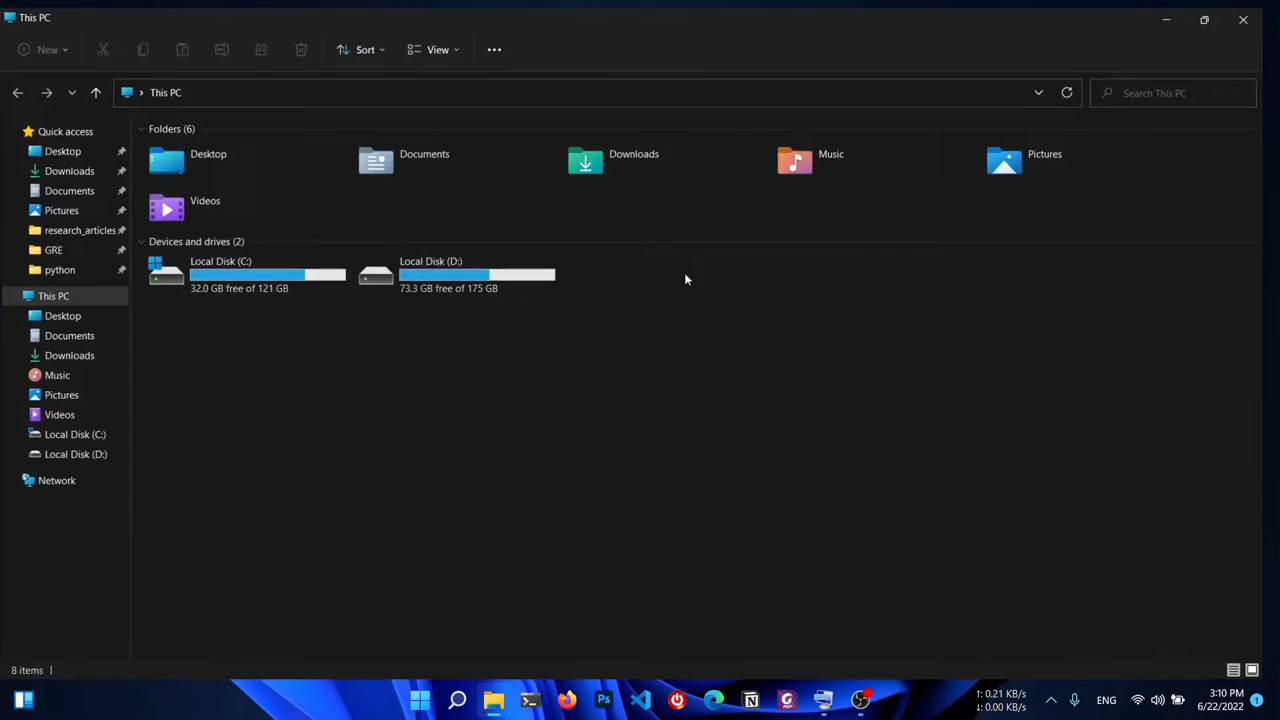 This PC
New
Sort
View
This PC
Search This PC
Quick access
Desktop
Downloads
Documents
Pictures
research_articles
GRE
python
This PC
Desktop
Documents
Downloads
Music
Pictures
Videos
Local Disk (C:)
Local Disk (D:)
Network
Folders (6)
Desktop
Documents
Downloads
Music
Pictures
Videos
Devices and drives (2)
Local Disk (C:)
32.0 GB free of 121 GB
Local Disk (D:)
73.3 GB free of 175 GB
8 items
Ps
PDF
↑: 0.21 KB/s
↓: 0.00 KB/s
ENG
3:10 PM
6/22/2022
1